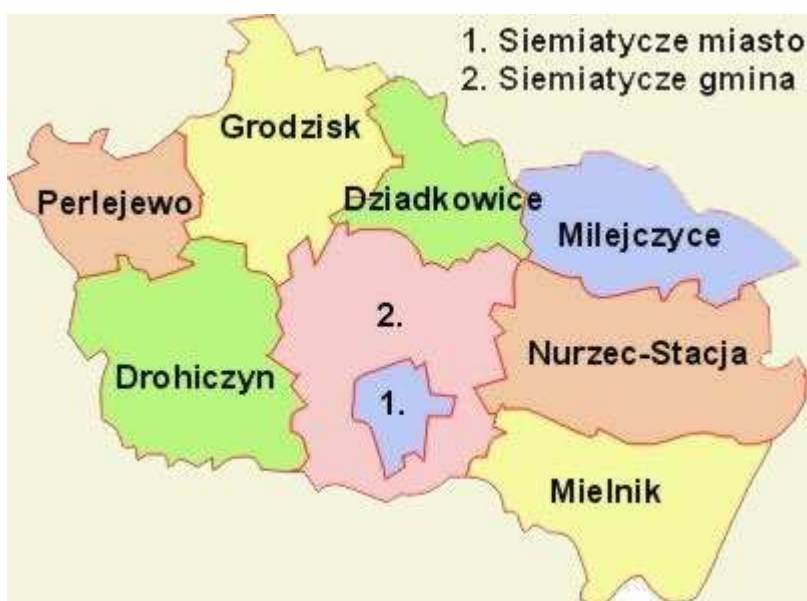 1. Siemiatycze miasto
2. Siemiatycze gmina
Grodzisk
Perlejewo
Dziadkowice
Milejczyce
2.
Nurzec-Stacja
Drohiczyn
1.
Mielnik